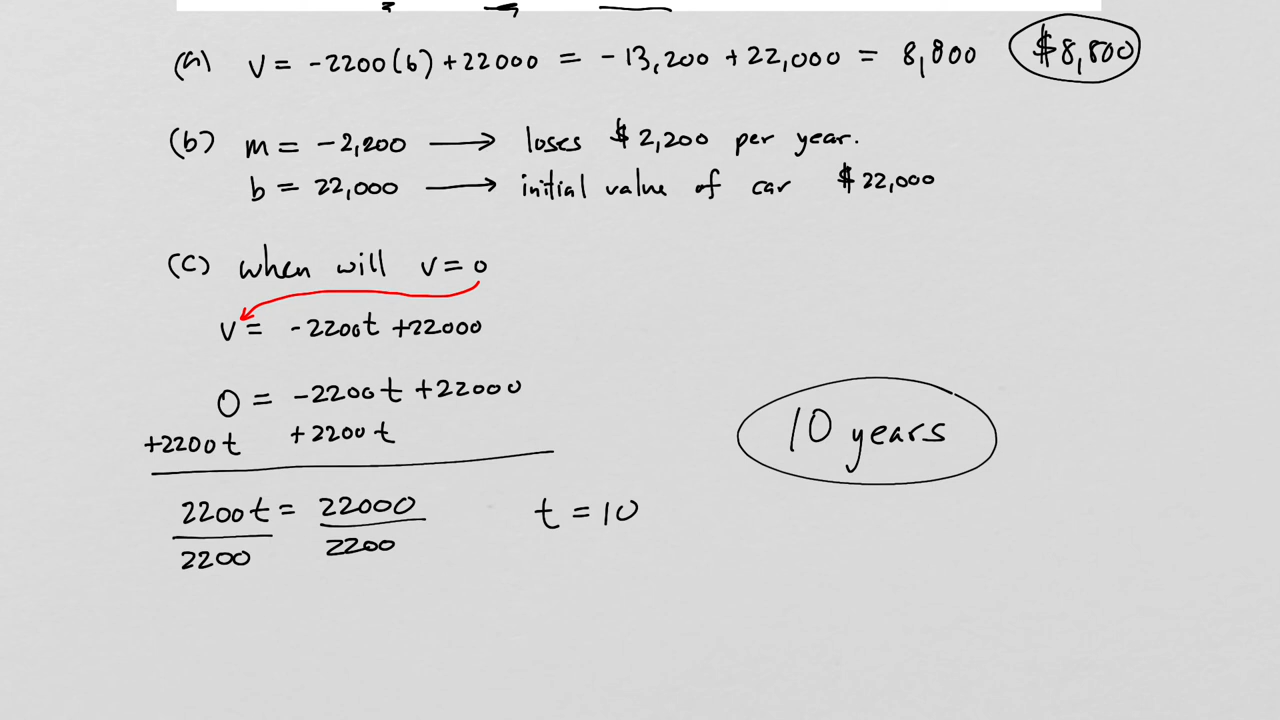 (a) V = -2200(6) + 22000 = -13,200 + 22,000 = 8,800 $8,800
(b) m = -2,200 → loses $2,200 per year.
b = 22,000 → initial value of car $22,000
(c) when will v = 0
V = -2200t + 22000
0 = -2200t + 22000
+2200t +2200t
10 years
2200t = 22000 t = 10
2200 2200